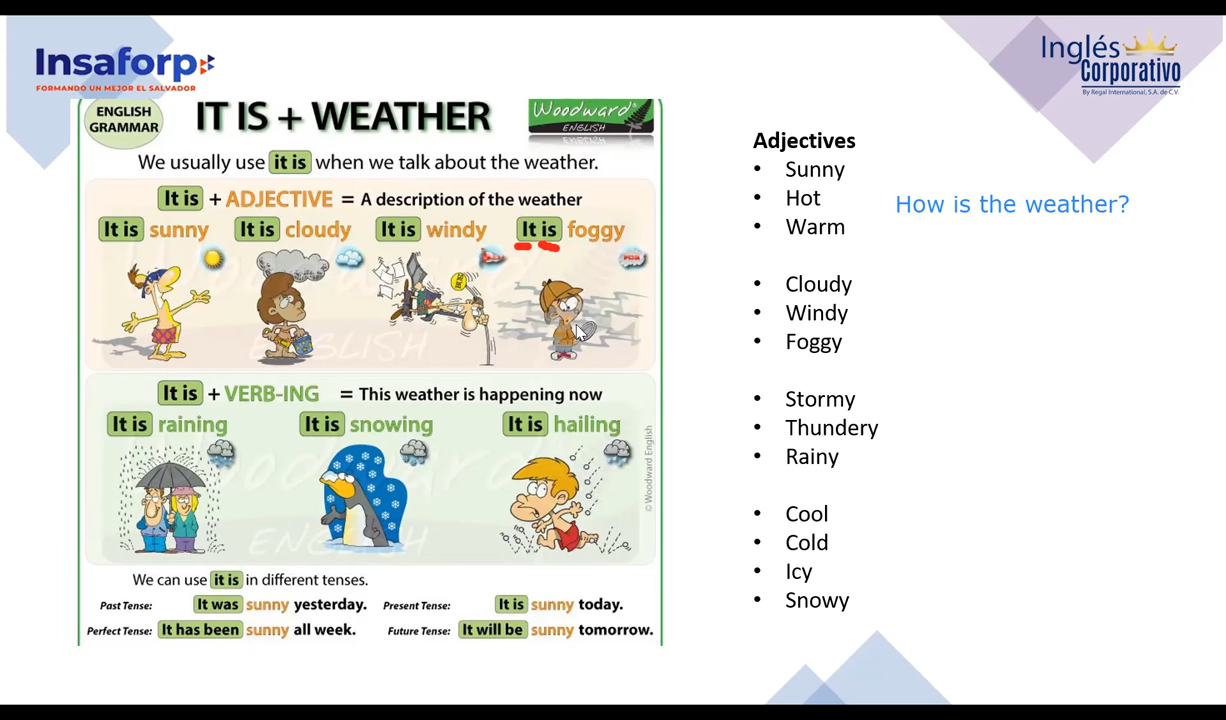 Insaforp
FORMANDO UN MEJOR EL SALVADOR
Inglés
Corporativo
By Regal International, S.A. de C.V.
ENGLISH
GRAMMAR
IT IS + WEATHER
Woodward®
ENGLISH
We usually use it is when we talk about the weather.
It is + ADJECTIVE = A description of the weather
It is sunny It is cloudy It is windy It is foggy
It is + VERB-ING = This weather is happening now
It is raining It is snowing It is hailing
© Woodward English
We can use it is in different tenses.
Past Tense: It was sunny yesterday. Present Tense: It is sunny today.
Perfect Tense: It has been sunny all week. Future Tense: It will be sunny tomorrow.
Adjectives
• Sunny
• Hot
• Warm
• Cloudy
• Windy
• Foggy
• Stormy
• Thundery
• Rainy
• Cool
• Cold
• Icy
• Snowy
How is the weather?